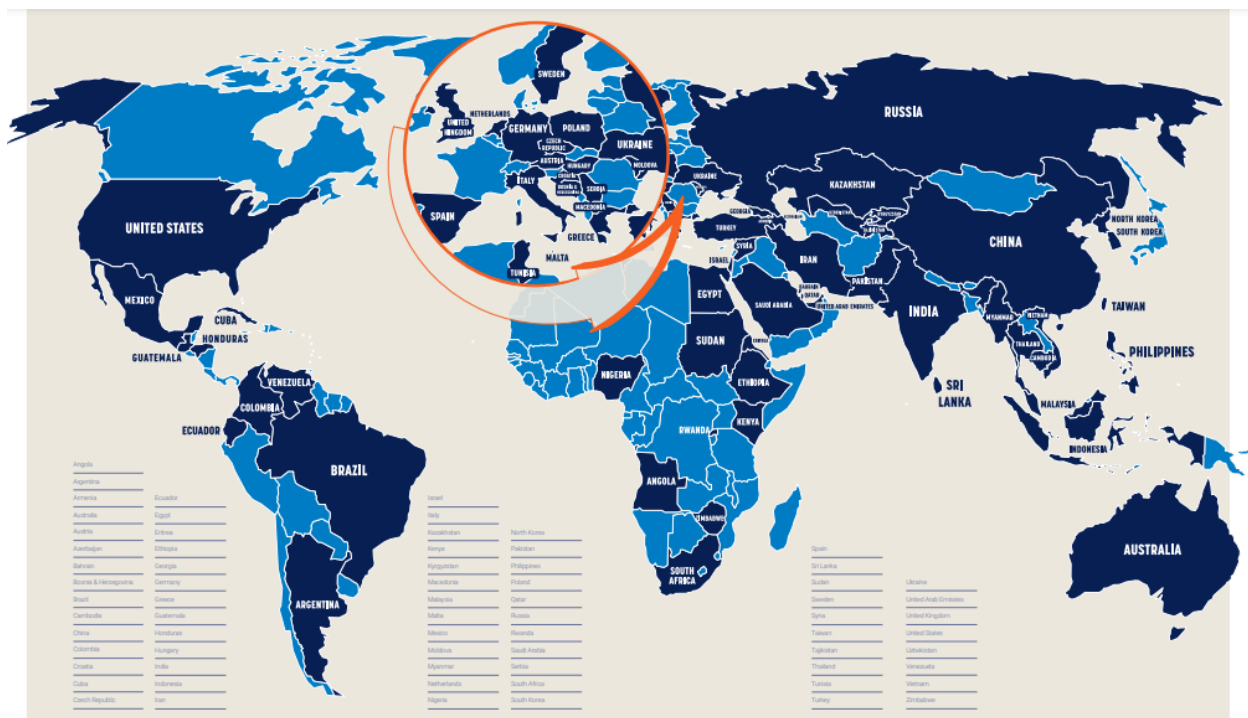 SWEDEN
NETHERLANDS
UNITED
KINGDOM
GERMANY
POLAND
CZECH
REPUBLIC
UKRAINE
AUSTRIA
HUNGARY
MOLDOVA
CROATIA
ITALY
BOSNIA &
HERZEGOVINA
SERBIA
MACEDONIA
SPAIN
GREECE
MALTA
TUNISIA
RUSSIA
UKRAINE
KAZAKHSTAN
UNITED STATES
GEORGIA
TURKEY
NORTH KOREA
SOUTH KOREA
CHINA
SYRIA
ISRAEL
IRAN
PAKISTAN
MEXICO
EGYPT
BAHRAIN
QATAR
SAUDI ARABIA
UNITED ARAB EMIRATES
INDIA
TAIWAN
CUBA
HONDURAS
GUATEMALA
SUDAN
MYANMAR
VIETNAM
THAILAND
CAMBODIA
PHILIPPINES
VENEZUELA
NIGERIA
ERITREA
ETHIOPIA
SRI
LANKA
COLOMBIA
MALAYSIA
ECUADOR
KENYA
RWANDA
INDONESIA
BRAZIL
ANGOLA
ZIMBABWE
AUSTRALIA
SOUTH
AFRICA
ARGENTINA
Angola
Argentina
Armenia
Australia
Austria
Azerbaijan
Bahrain
Bosnia & Herzegovina
Brazil
Cambodia
China
Colombia
Croatia
Cuba
Czech Republic
Ecuador
Egypt
Eritrea
Ethiopia
Georgia
Germany
Greece
Guatemala
Honduras
Hungary
India
Indonesia
Iran
Israel
Italy
Kazakhstan
Kenya
Kyrgyzstan
Macedonia
Malaysia
Malta
Mexico
Moldova
Myanmar
Netherlands
Nigeria
North Korea
Pakistan
Philippines
Poland
Qatar
Russia
Rwanda
Saudi Arabia
Serbia
South Africa
South Korea
Spain
Sri Lanka
Sudan
Sweden
Syria
Taiwan
Tajikistan
Thailand
Tunisia
Turkey
Ukraine
United Arab Emirates
United Kingdom
United States
Uzbekistan
Venezuela
Vietnam
Zimbabwe